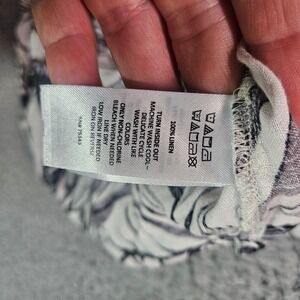 100% LINEN
TURN INSIDE OUT
MACHINE WASH COOL -
DELICATE CYCLE
WASH WITH LIKE
COLORS
ONLY NON-CHLORINE
BLEACH WHEN NEEDED
LINE DRY
LOW IRON IF NEEDED
IRON ON REVERSE